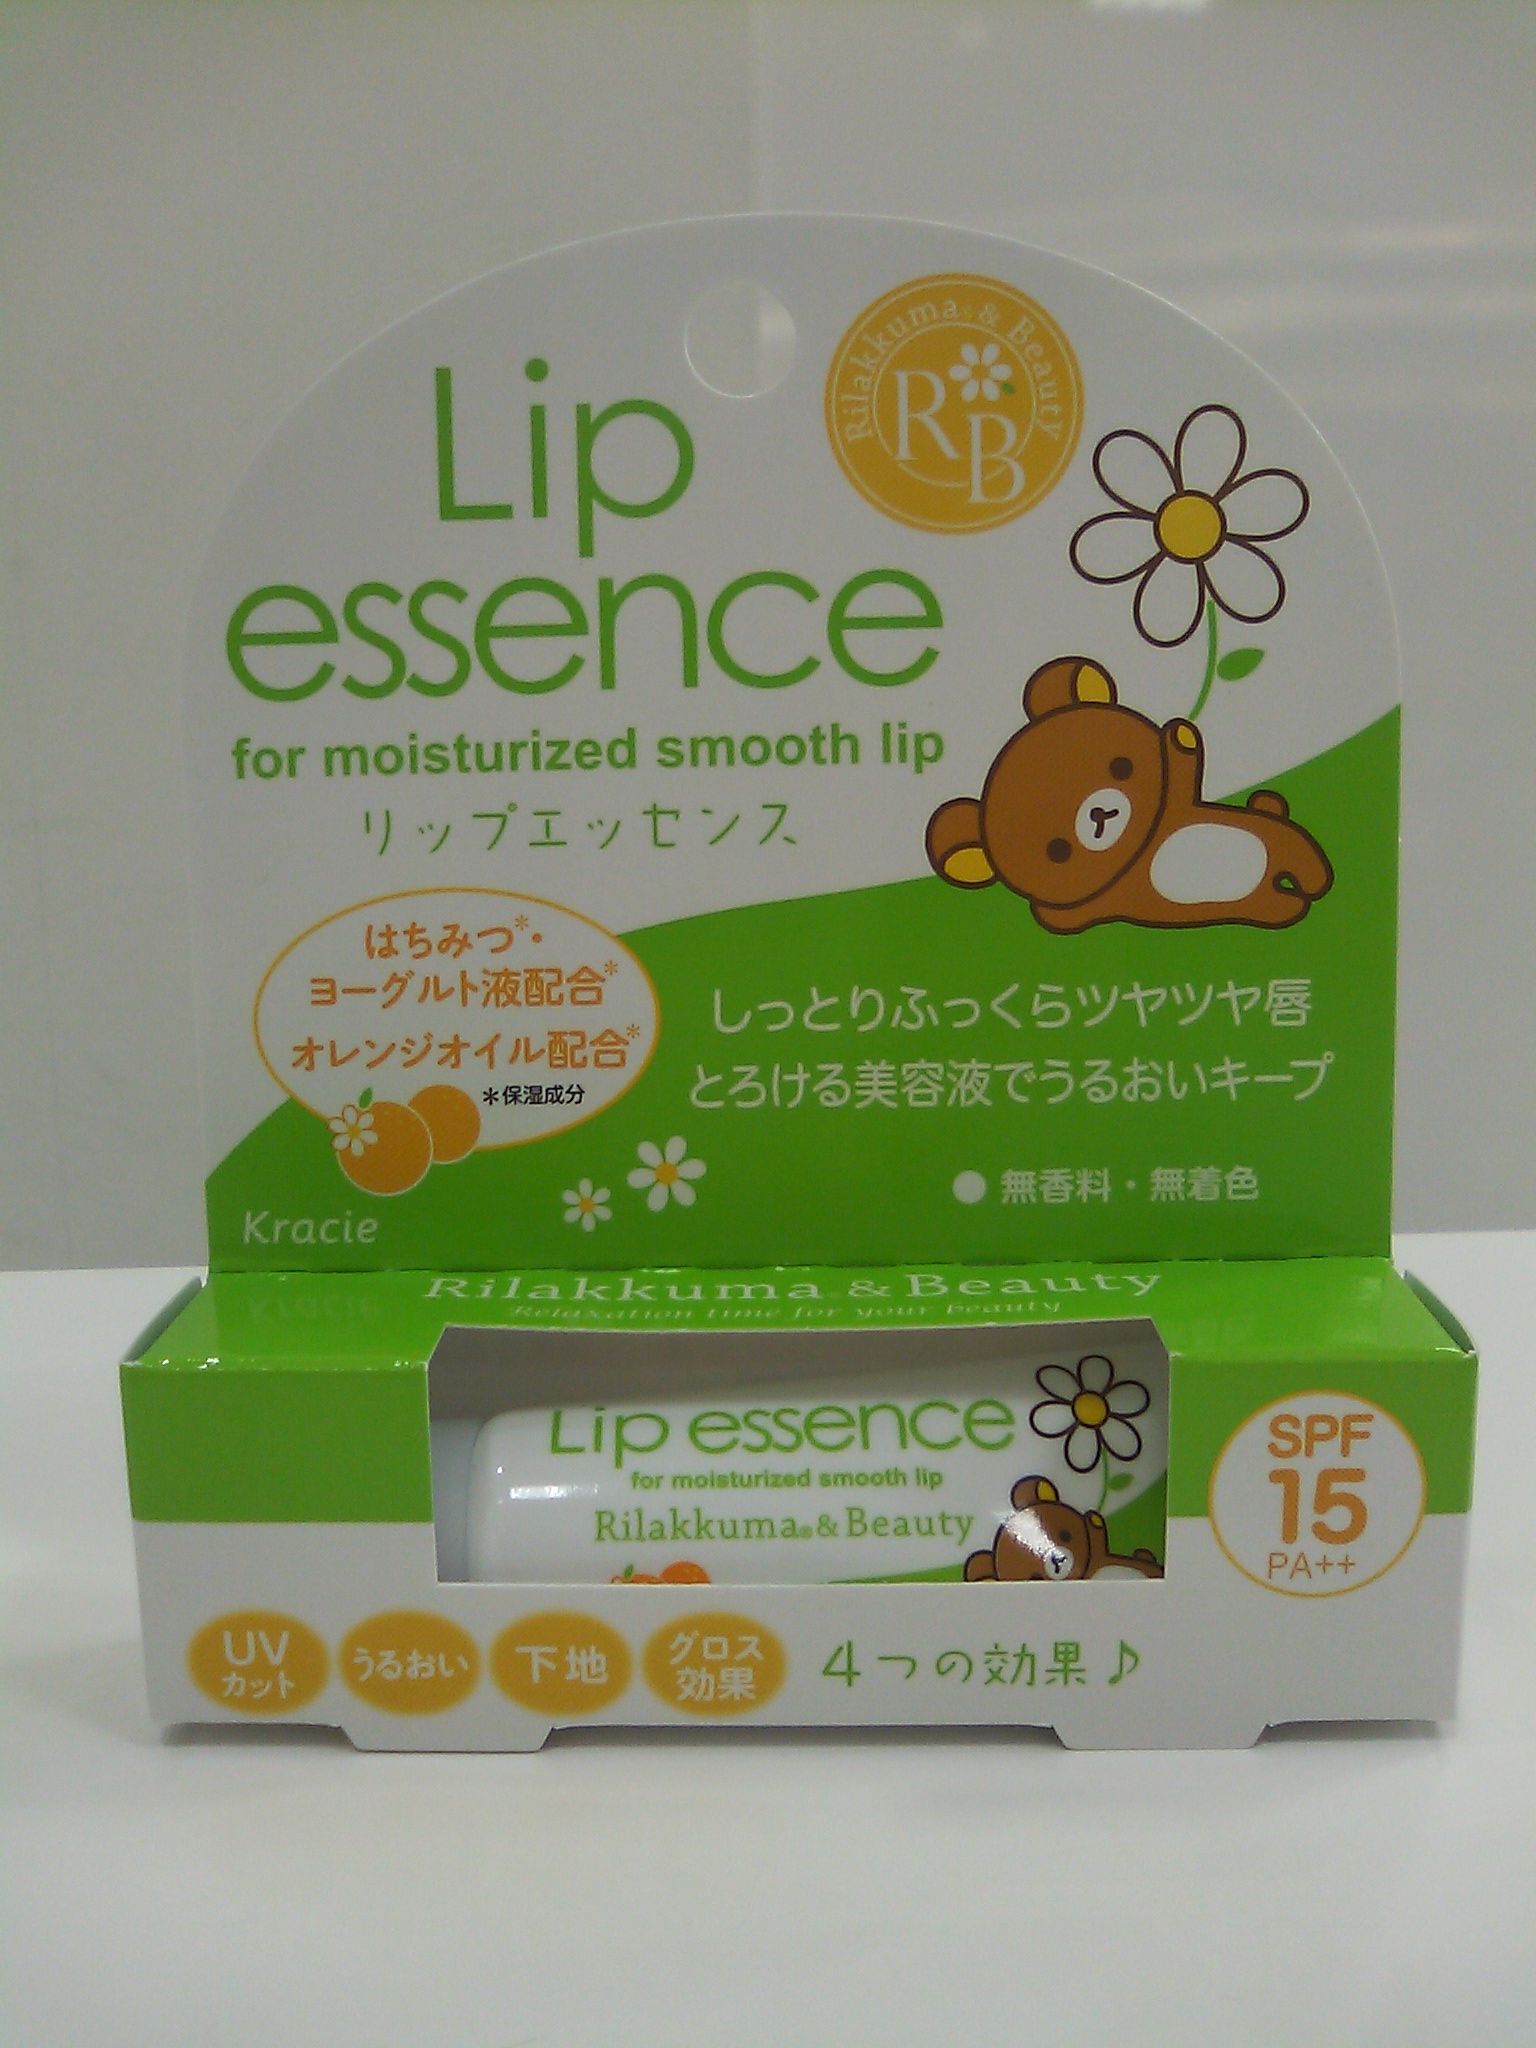 Rilakkuma® & Beauty
RB
Lip
essence
for moisturized smooth lip
リップエッセンス
はちみつ*・
ヨーグルト液配合*
オレンジオイル配合*
*保湿成分
しっとりふっくらツヤツヤ唇
とろける美容液でうるおいキープ
●無香料・無着色
Kracie
Rilakkuma® & Beauty
Relaxation time for your beauty
Lip essence
for moisturized smooth lip
Rilakkuma® & Beauty
SPF
15
PA++
UV
カット
うるおい
下地
グロス
効果
4つの効果♪